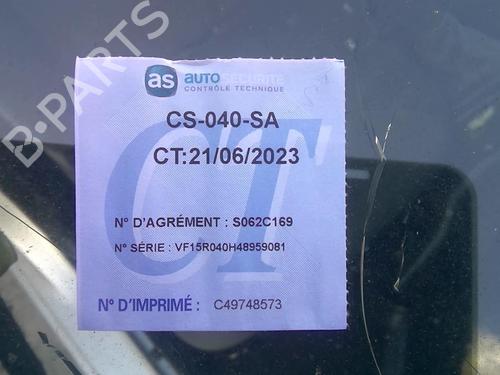 B-PARTS
as AUTO SECURITE
CONTRÔLE TECHNIQUE
CT
CS-040-SA
CT:21/06/2023
N° D'AGRÉMENT : S062C169
N° SÉRIE : VF15R040H48959081
N° D'IMPRIMÉ : C49748573